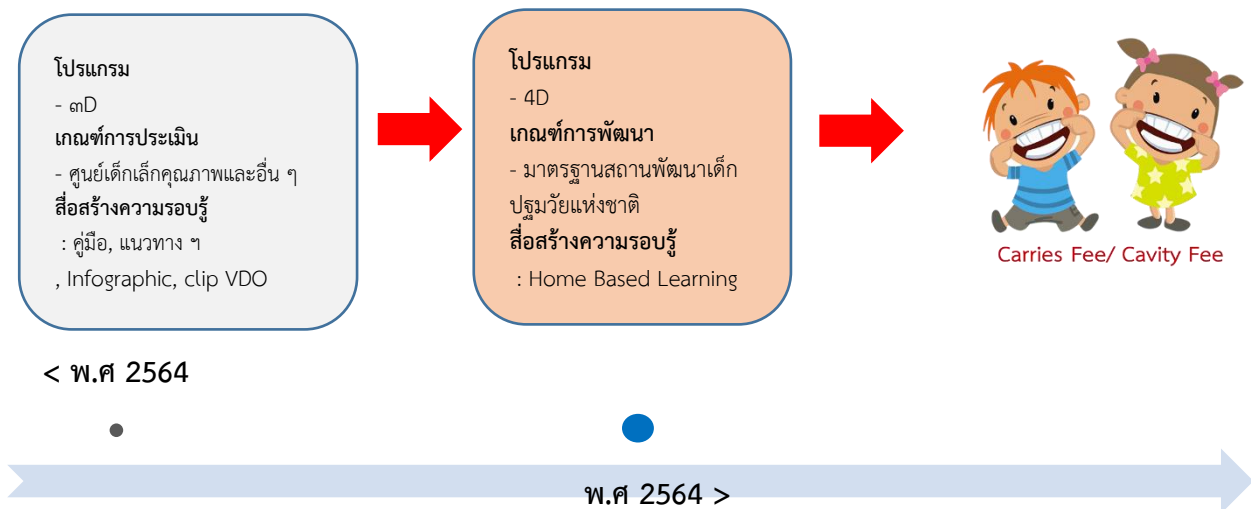 โปรแกรม
- ๓D
เกณฑ์การประเมิน
- ศูนย์เด็กเล็กคุณภาพและอื่น ๆ
สื่อสร้างความรอบรู้
: คู่มือ, แนวทาง ฯ
, Infographic, clip VDO
โปรแกรม
- 4D
เกณฑ์การพัฒนา
- มาตรฐานสถานพัฒนาเด็ก
ปฐมวัยแห่งชาติ
สื่อสร้างความรอบรู้
: Home Based Learning
Carries Fee/ Cavity Fee
< พ.ศ 2564
พ.ศ 2564 >